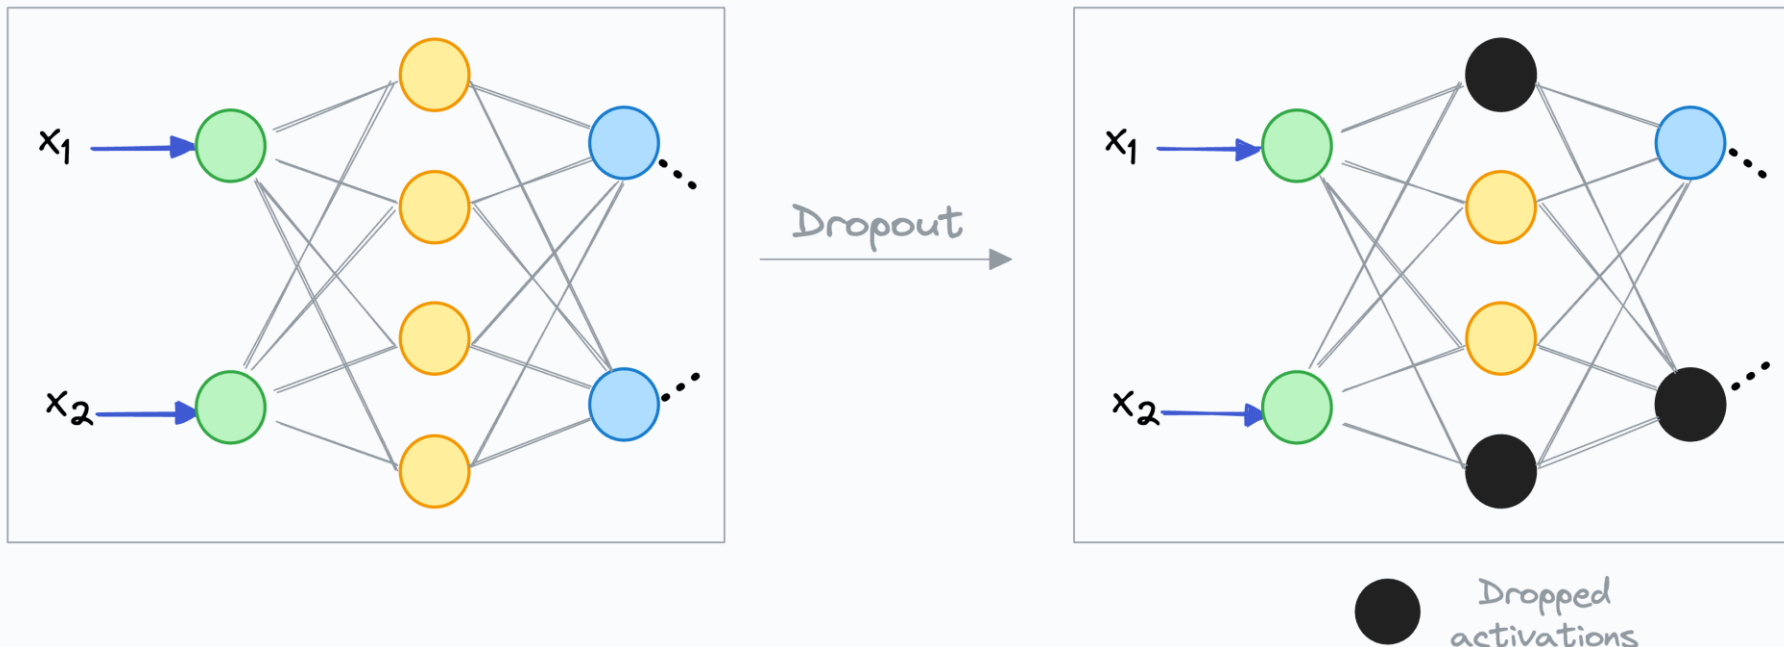 x₁
x₂
Dropout
x₁
x₂
Dropped
activations